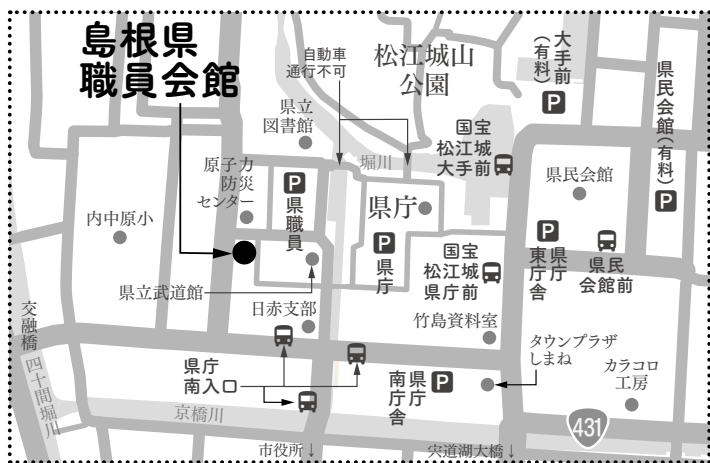 島根県
職員会館
自動車
通行不可
松江城山
公園
大手前
(有料)
P
県民会館(有料)
P
県立
図書館
堀川
国宝
松江城
大手前
原子力
防災
センター
P
県職員
県庁
県民会館
内中原小
P
県庁
国宝
松江城
県庁前
P
県庁
東庁舎
県民
会館前
県立武道館
日赤支部
竹島資料室
交融橋
四十間堀川
県庁
南入口
県庁
南庁舎
P
タウンプラザ
しまね
カラコロ
工房
京橋川
431
市役所↓
宍道湖大橋↓